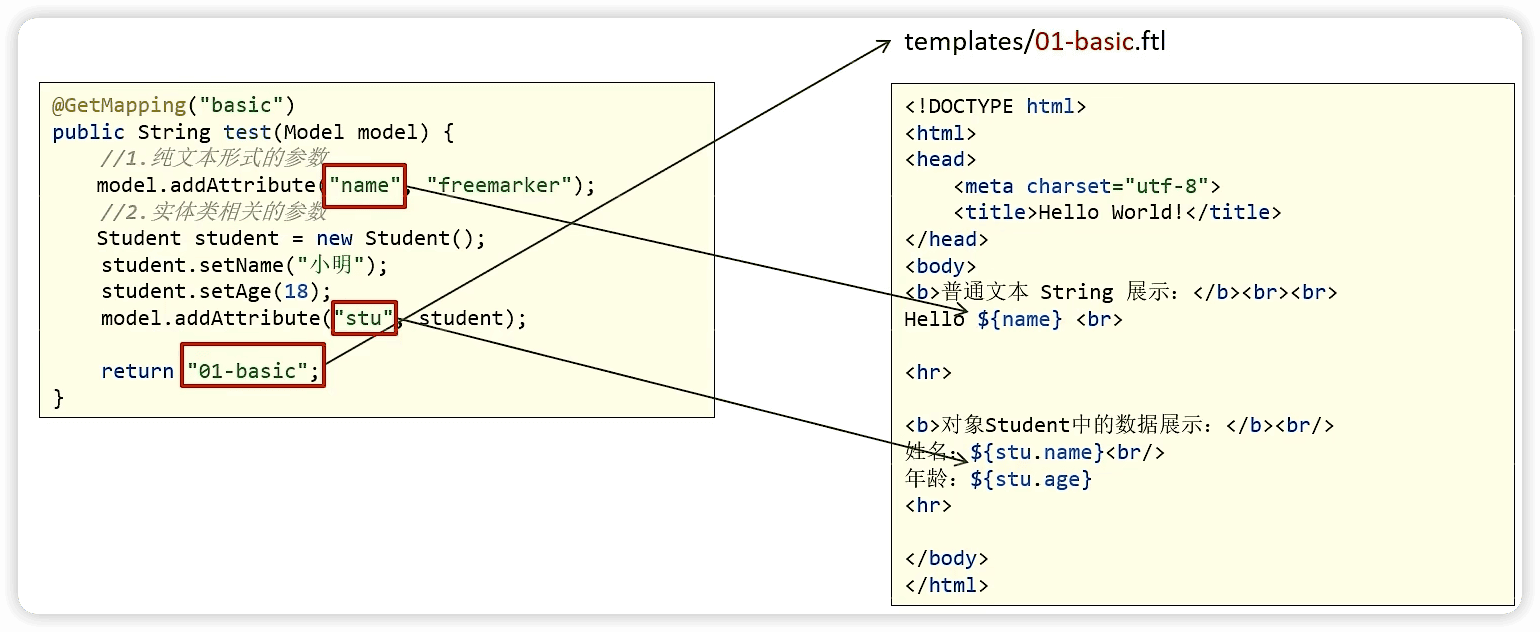 templates/01-basic.ftl
@GetMapping("basic")
public String test(Model model) {
//1.纯文本形式的参数
model.addAttribute("name", "freemarker");
//2.实体类相关的参数
Student student = new Student();
student.setName("小明");
student.setAge(18);
model.addAttribute("stu", student);
return "01-basic";
}
<!DOCTYPE html>
<html>
<head>
<meta charset="utf-8">
<title>Hello World!</title>
</head>
<body>
<b>普通文本 String 展示：</b><br><br>
Hello ${name} <br>
<hr>
<b>对象Student中的数据展示：</b><br/>
姓名：${stu.name}<br/>
年龄：${stu.age}
<hr>
</body>
</html>